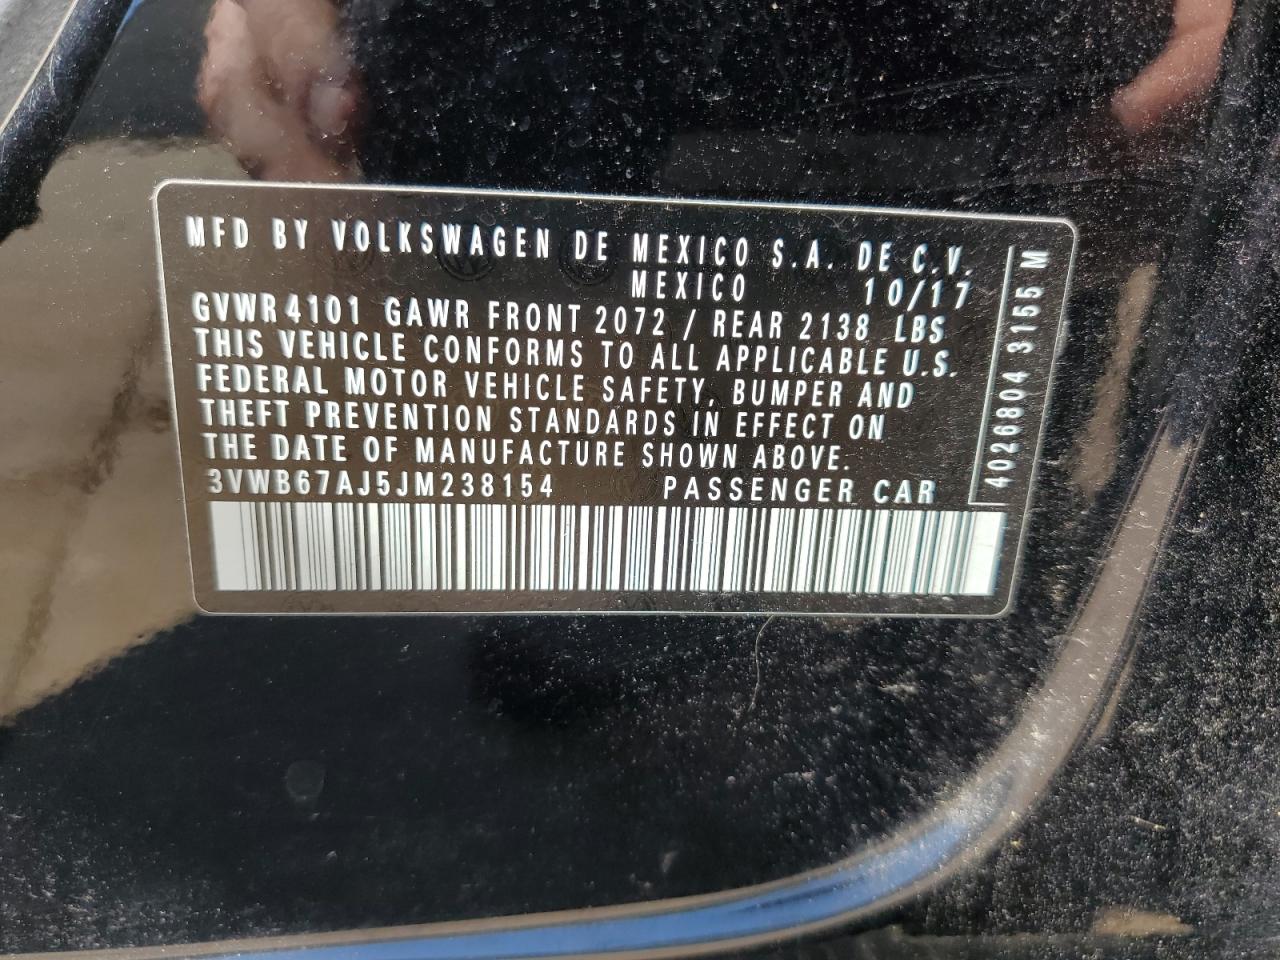 MFD BY VOLKSWAGEN DE MEXICO S.A. DE C.V.
MEXICO 10/17
GVWR 4101 GAWR FRONT 2072 / REAR 2138 LBS
THIS VEHICLE CONFORMS TO ALL APPLICABLE U.S.
FEDERAL MOTOR VEHICLE SAFETY, BUMPER AND
THEFT PREVENTION STANDARDS IN EFFECT ON
THE DATE OF MANUFACTURE SHOWN ABOVE.
3VWB67AJ5JM238154 PASSENGER CAR
4026804 3155 M